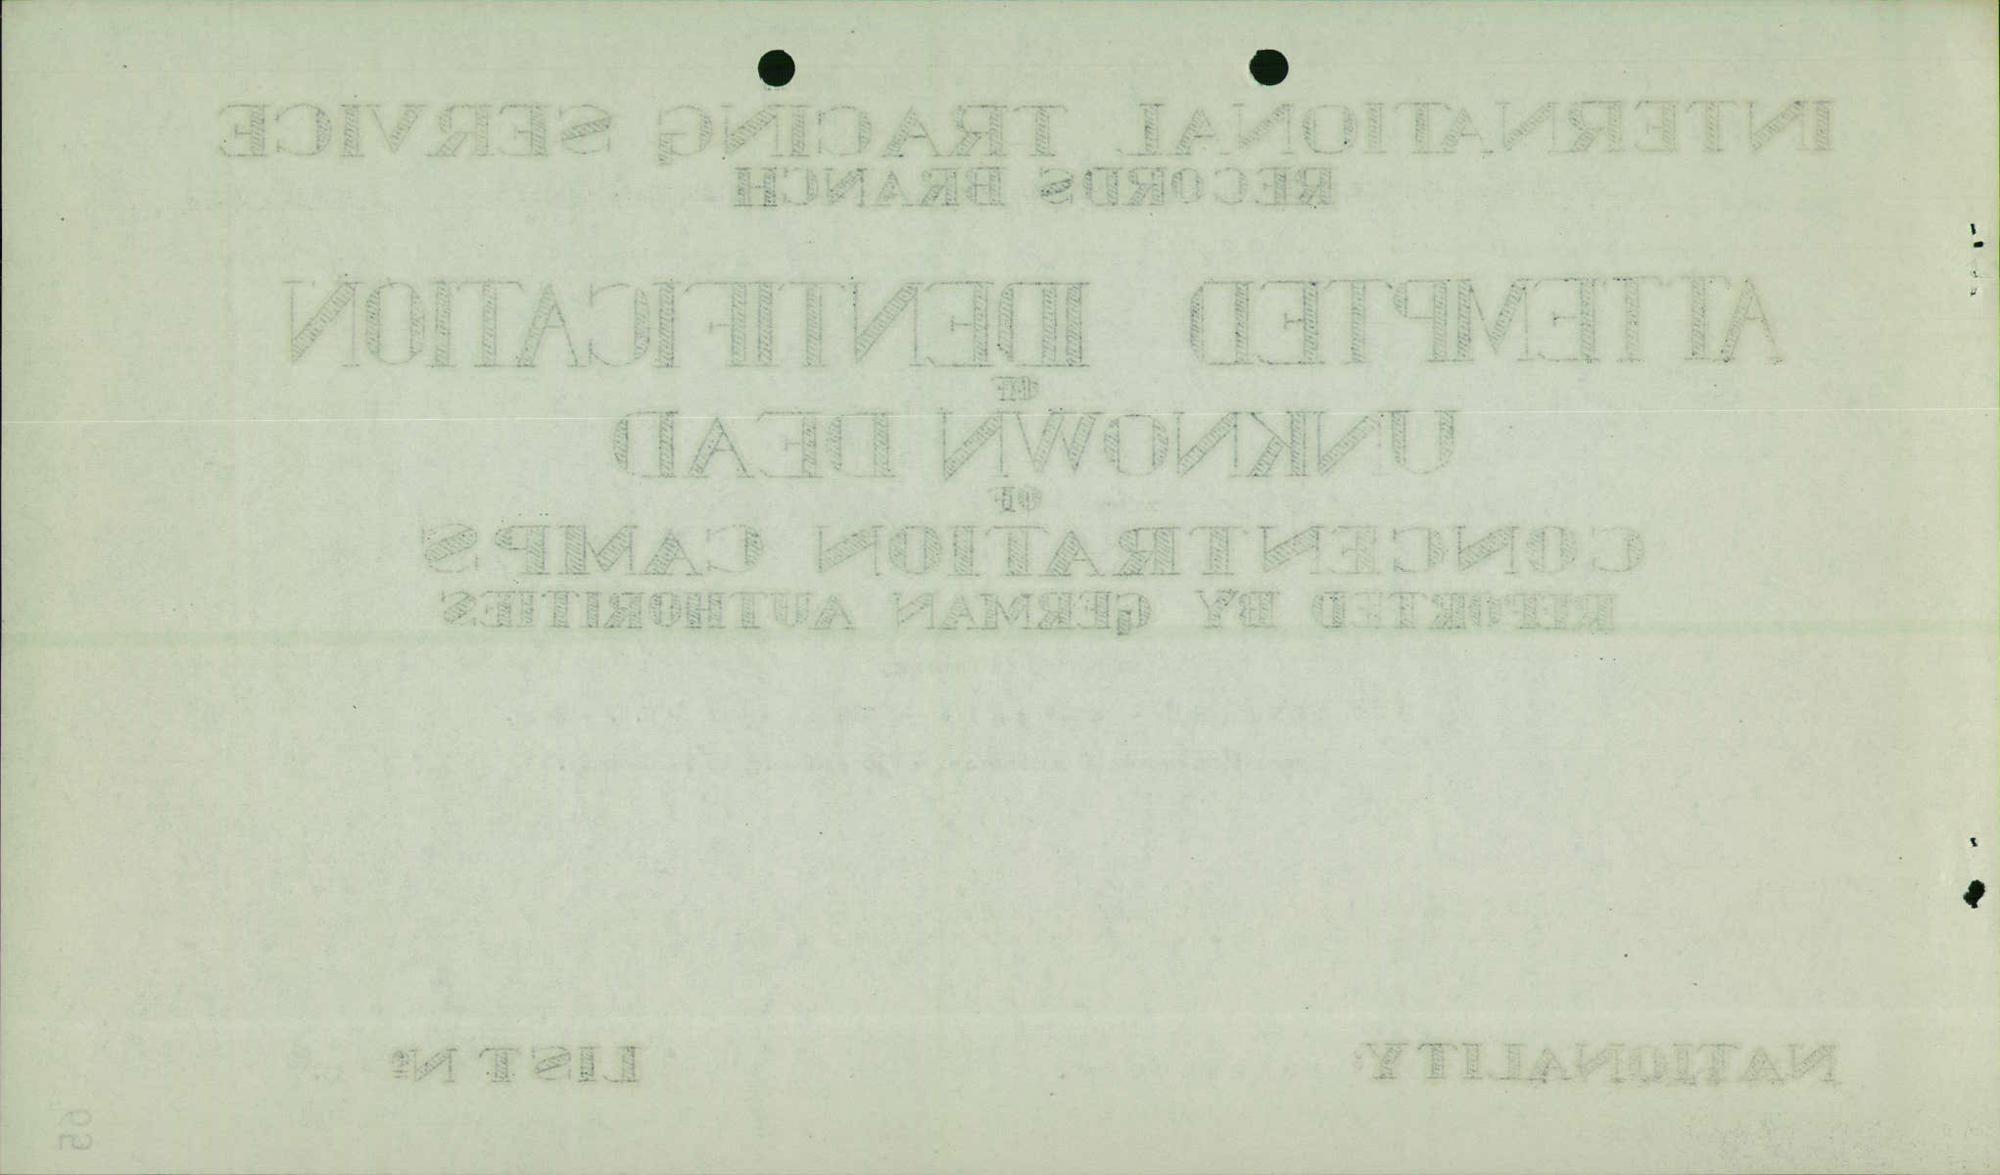 INTERNATIONAL TRACING SERVICE
RECORDS BRANCH
ATTEMPTED IDENTIFICATION
OF
UNKNOWN DEAD
OF
CONCENTRATION CAMPS
REPORTED BY GERMAN AUTHORITIES
NATIONALITY LIST Nº
65